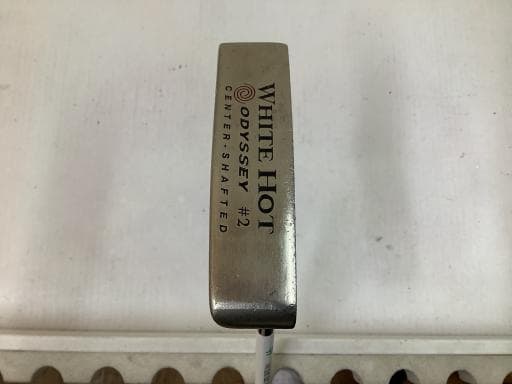 WHITE HOT
ODYSSEY #2
CENTER·SHAFTED